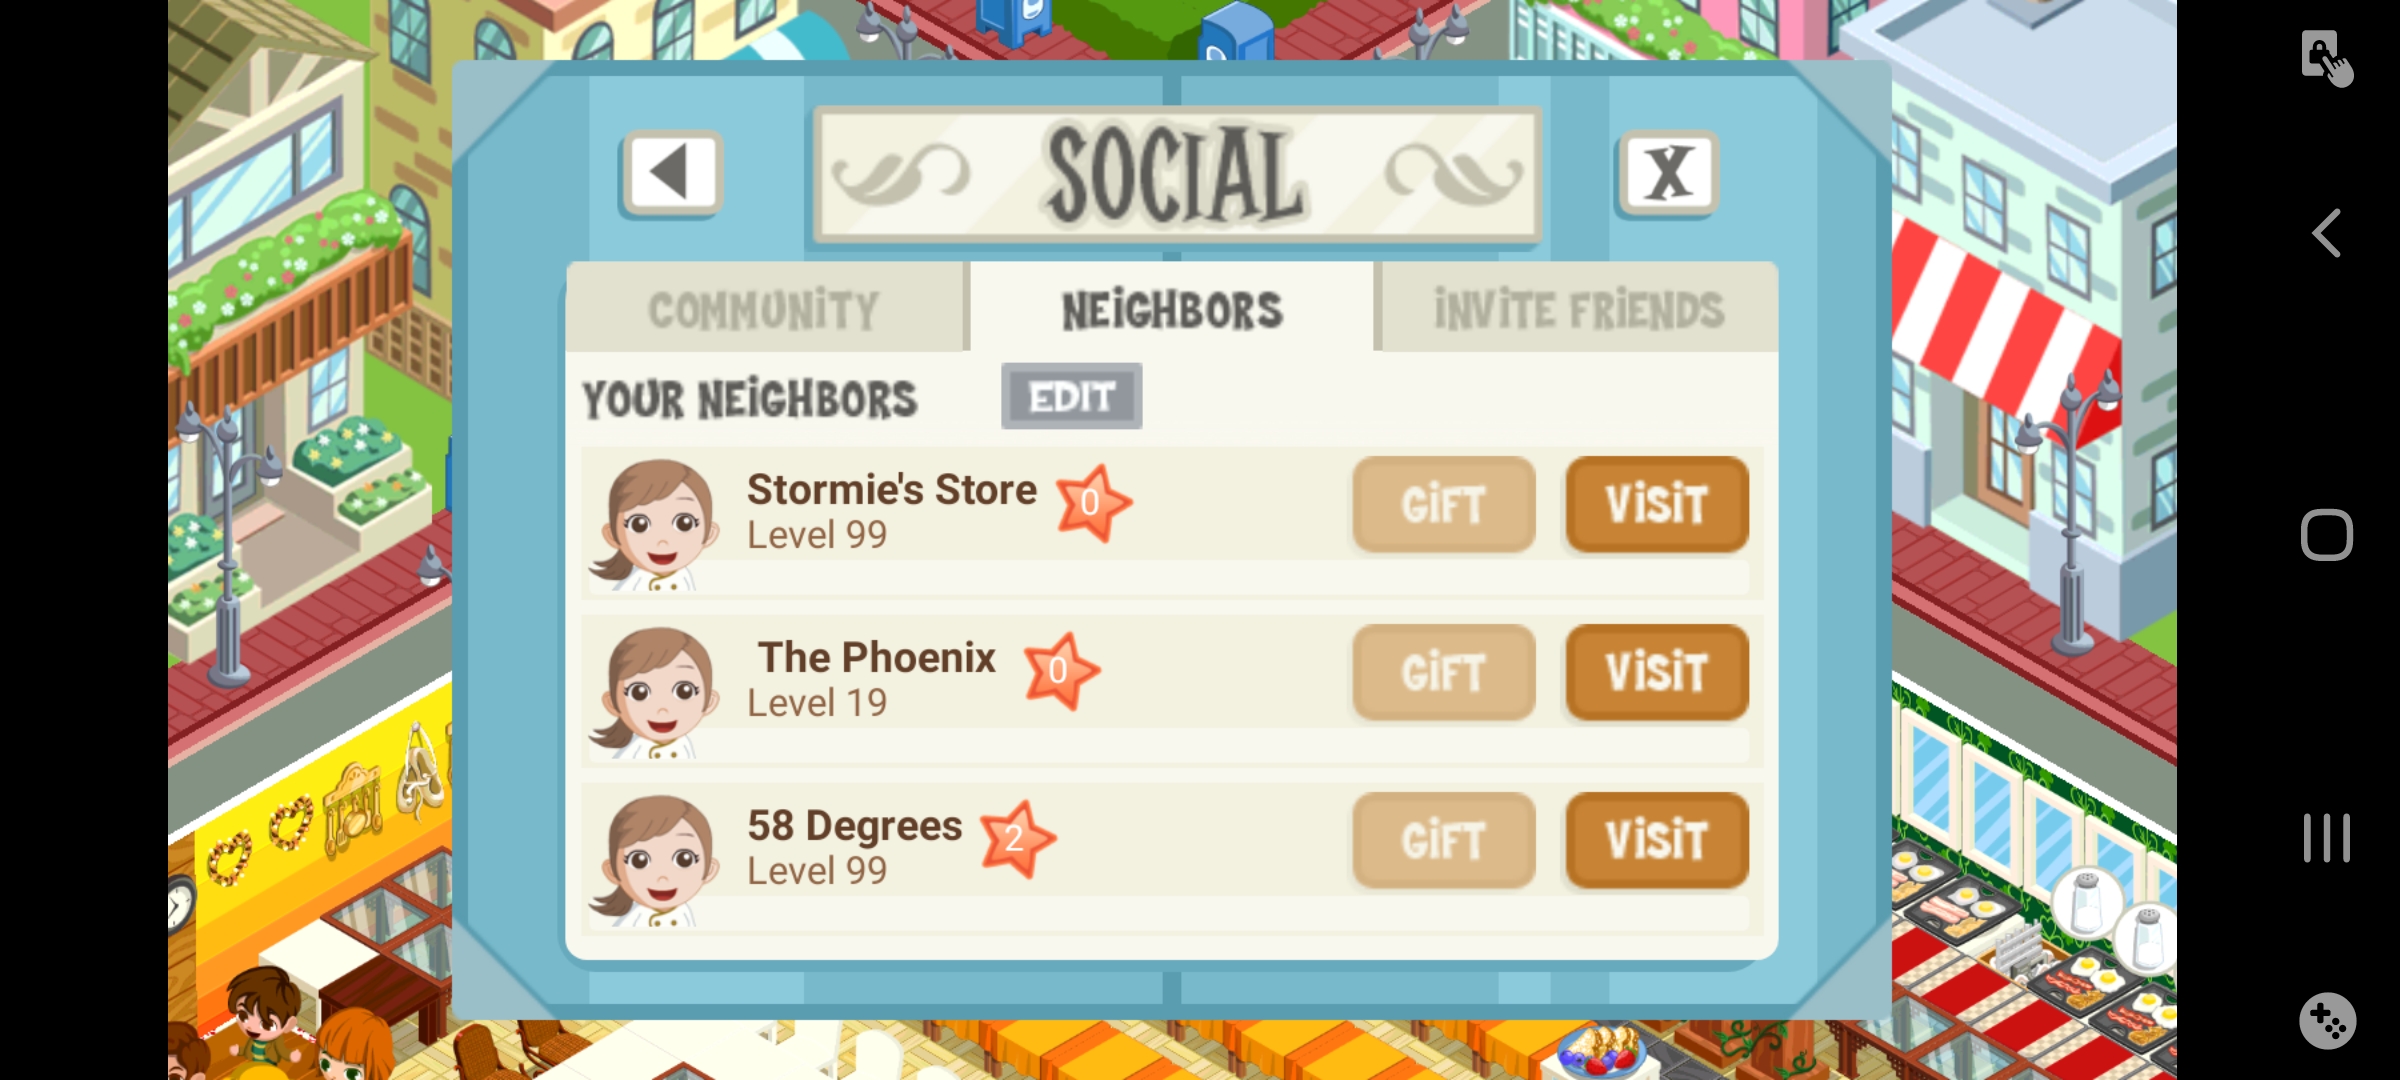 SOCIAL
X
COMMUNITY
NEIGHBORS
INVITE FRIENDS
YOUR NEIGHBORS
EDIT
Stormie's Store 0
Level 99
GIFT
VISIT
The Phoenix 0
Level 19
GIFT
VISIT
58 Degrees 2
Level 99
GIFT
VISIT